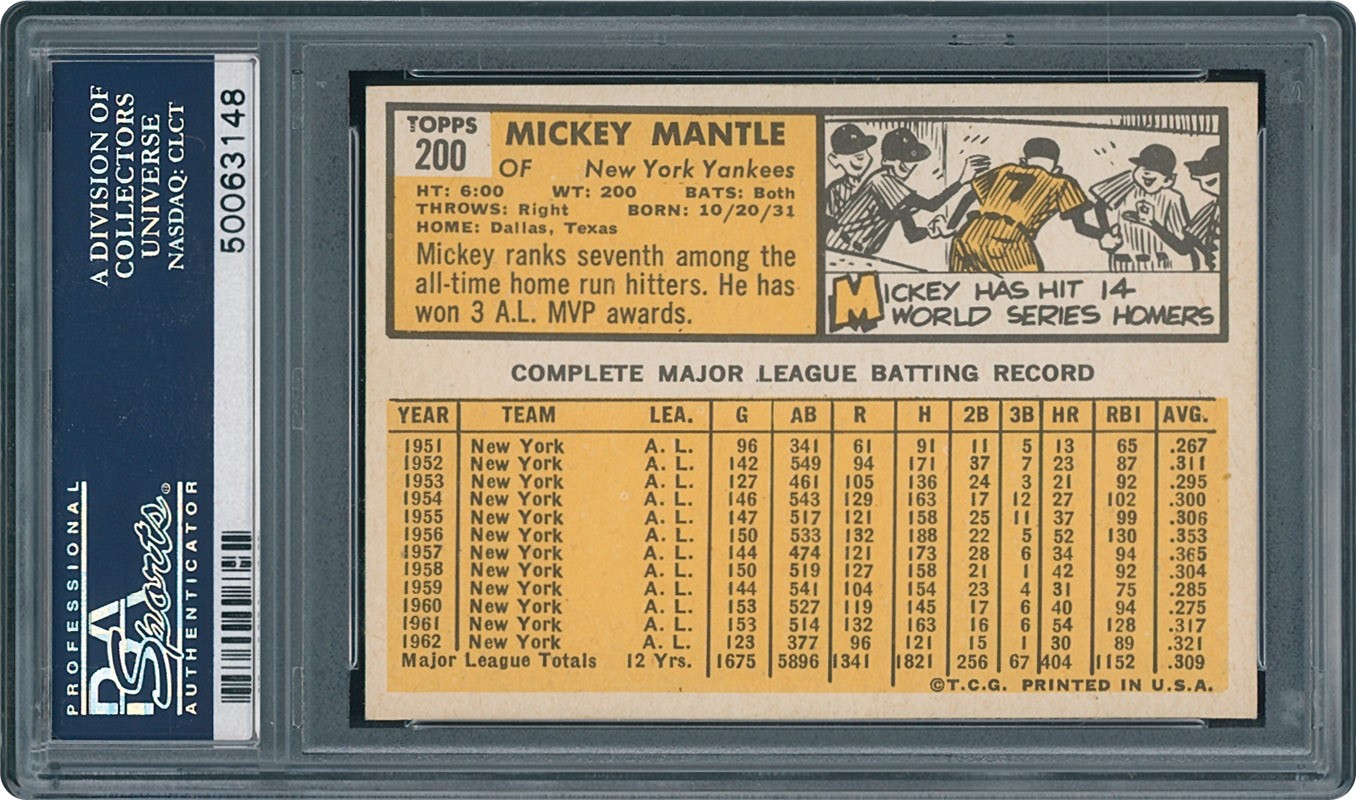 A DIVISION OF
COLLECTORS
UNIVERSE
NASDAQ: CLCT
50063148
PROFESSIONAL
PSA
Sports®
AUTHENTICATOR
TOPPS
200
MICKEY MANTLE
OF New York Yankees
HT: 6:00 WT: 200 BATS: Both
THROWS: Right BORN: 10/20/31
HOME: Dallas, Texas
Mickey ranks seventh among the
all-time home run hitters. He has
won 3 A.L. MVP awards.
7
MICKEY HAS HIT 14
WORLD SERIES HOMERS
COMPLETE MAJOR LEAGUE BATTING RECORD
YEAR TEAM LEA. G AB R H 2B 3B HR RBI AVG.
1951 New York A. L. 96 341 61 91 11 5 13 65 .267
1952 New York A. L. 142 549 94 171 37 7 23 87 .311
1953 New York A. L. 127 461 105 136 24 3 21 92 .295
1954 New York A. L. 146 543 129 163 17 12 27 102 .300
1955 New York A. L. 147 517 121 158 25 11 37 99 .306
1956 New York A. L. 150 533 132 188 22 5 52 130 .353
1957 New York A. L. 144 474 121 173 28 6 34 94 .365
1958 New York A. L. 150 519 127 158 21 1 42 92 .304
1959 New York A. L. 144 541 104 154 23 4 31 75 .285
1960 New York A. L. 153 527 119 145 17 6 40 94 .275
1961 New York A. L. 153 514 132 163 16 6 54 128 .317
1962 New York A. L. 123 377 96 121 15 1 30 89 .321
Major League Totals 12 Yrs. 1675 5896 1341 1821 256 67 404 1152 .309
©T.C.G. PRINTED IN U.S.A.